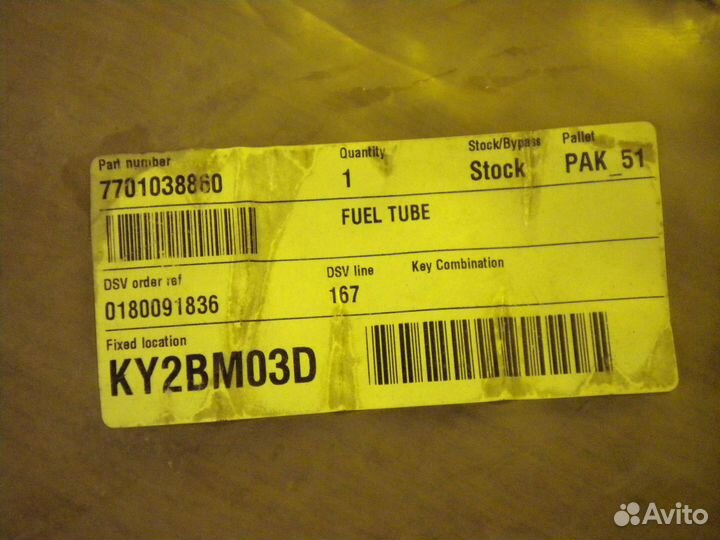 Part number Quantity Stock/Bypass Pallet
7701038860 1 Stock PAK_51
FUEL TUBE
DSV order ref DSV line Key Combination
0180091836 167
Fixed location
KY2BM03D
Avito